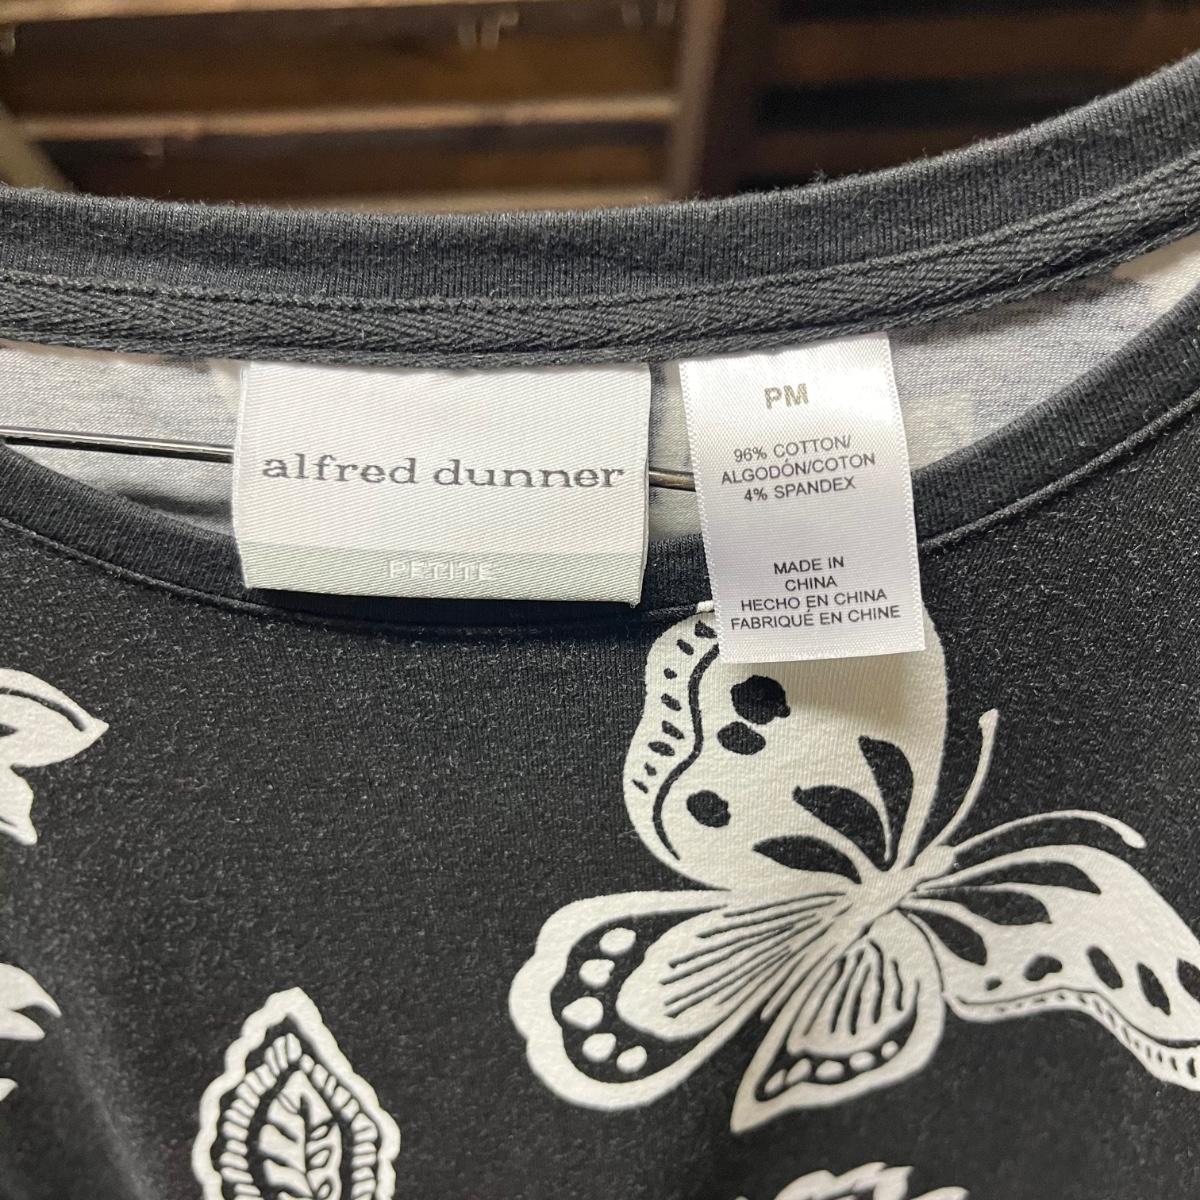 alfred dunner
PETITE
PM
96% COTTON/
ALGODÓN/COTON
4% SPANDEX
MADE IN
CHINA
HECHO EN CHINA
FABRIQUÉ EN CHINE